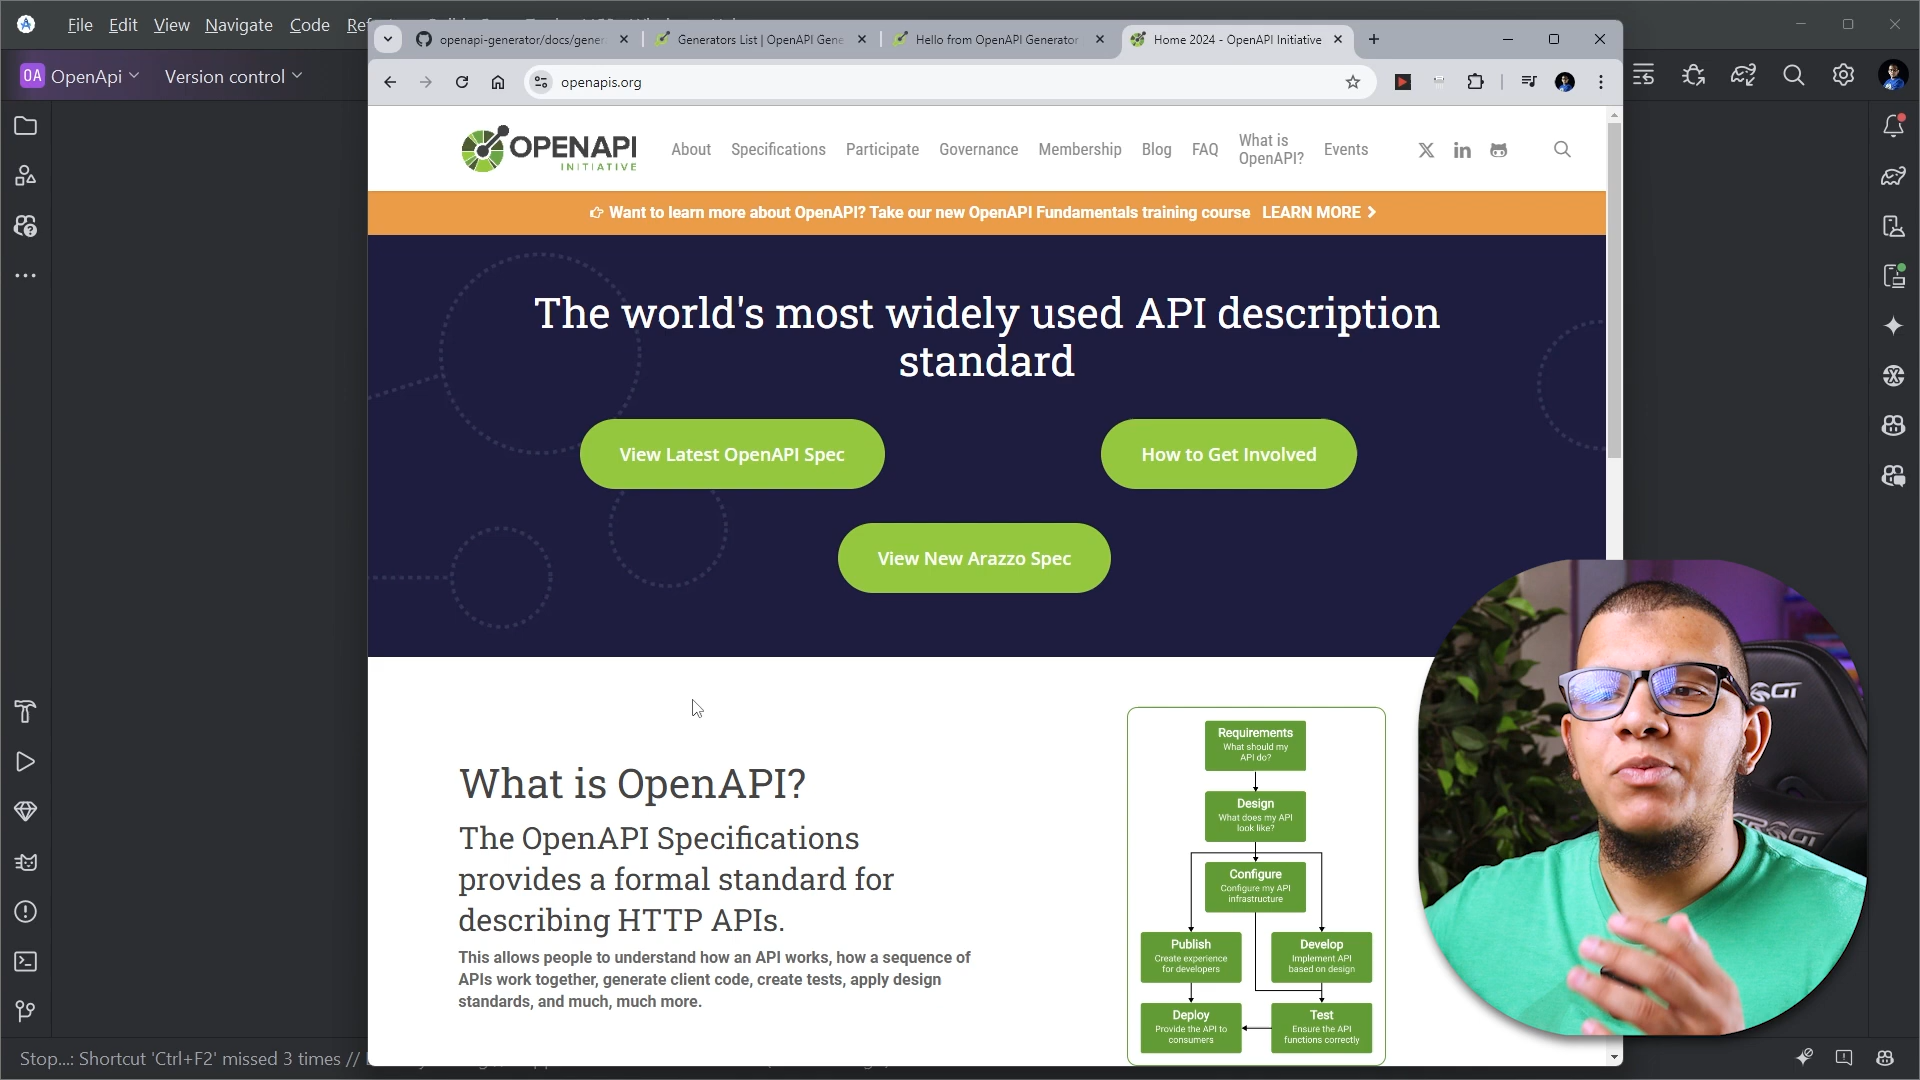 File Edit View Navigate Code
OA OpenApi Version control
openapi-generator/docs/gener
Generators List | OpenAPI Gene
Hello from OpenAPI Generator
Home 2024 - OpenAPI Initiative
openapis.org
OPENAPI
INITIATIVE
About
Specifications
Participate
Governance
Membership
Blog
FAQ
What is
OpenAPI?
Events
Want to learn more about OpenAPI? Take our new OpenAPI Fundamentals training course LEARN MORE
The world's most widely used API description
standard
View Latest OpenAPI Spec
How to Get Involved
View New Arazzo Spec
What is OpenAPI?
The OpenAPI Specifications
provides a formal standard for
describing HTTP APIs.
This allows people to understand how an API works, how a sequence of
APIs work together, generate client code, create tests, apply design
standards, and much, much more.
Requirements
What should my
API do?
Design
What does my API
look like?
Configure
Configure my API
infrastructure
Publish
Create experience
for developers
Develop
Implement API
based on design
Deploy
Provide the API to
consumers
Test
Ensure the API
functions correctly
GT
GT
Stop...: Shortcut 'Ctrl+F2' missed 3 times //